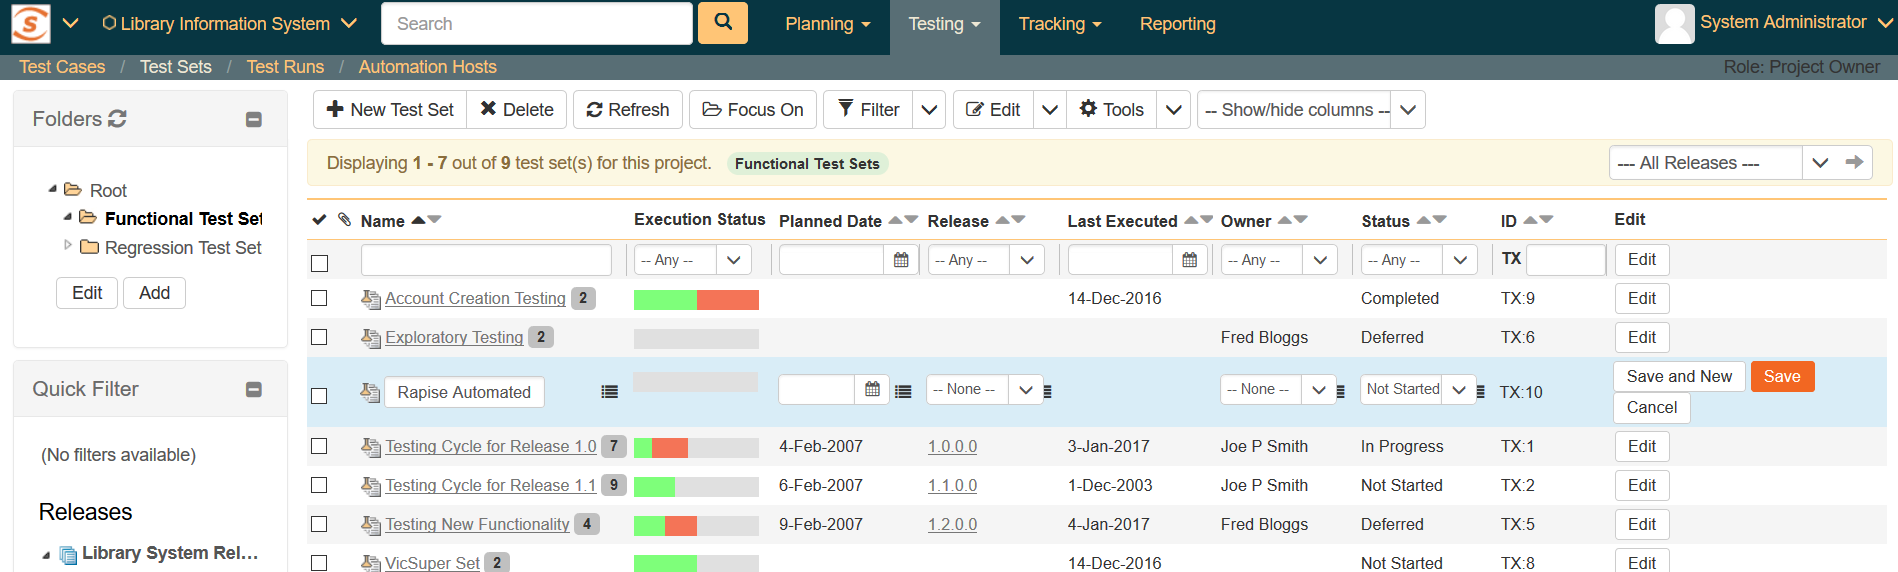 S Library Information System Search Planning Testing Tracking Reporting System Administrator
Test Cases / Test Sets / Test Runs / Automation Hosts Role: Project Owner
Folders
Root
Functional Test Set
Regression Test Set
Edit Add
Quick Filter
(No filters available)
Releases
Library System Rel...
New Test Set Delete Refresh Focus On Filter Edit Tools -- Show/hide columns --
Displaying 1 - 7 out of 9 test set(s) for this project. Functional Test Sets --- All Releases ---
Name Execution Status Planned Date Release Last Executed Owner Status ID Edit
-- Any -- -- Any -- -- Any -- -- Any -- TX Edit
Account Creation Testing 2 14-Dec-2016 Completed TX:9 Edit
Exploratory Testing 2 Fred Bloggs Deferred TX:6 Edit
Rapise Automated -- None -- -- None -- Not Started TX:10 Save and New Save
Cancel
Testing Cycle for Release 1.0 7 4-Feb-2007 1.0.0.0 3-Jan-2017 Joe P Smith In Progress TX:1 Edit
Testing Cycle for Release 1.1 9 6-Feb-2007 1.1.0.0 1-Dec-2003 Joe P Smith Not Started TX:2 Edit
Testing New Functionality 4 9-Feb-2007 1.2.0.0 4-Jan-2017 Fred Bloggs Deferred TX:5 Edit
VicSuper Set 2 14-Dec-2016 Not Started TX:8 Edit